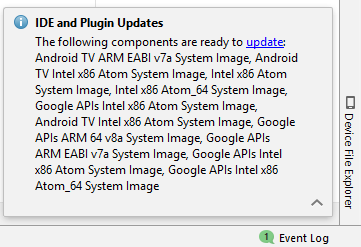 IDE and Plugin Updates
The following components are ready to update:
Android TV ARM EABI v7a System Image, Android
TV Intel x86 Atom System Image, Intel x86 Atom
System Image, Intel x86 Atom_64 System Image,
Google APIs Intel x86 Atom System Image,
Android TV Intel x86 Atom System Image, Google
APIs ARM 64 v8a System Image, Google APIs
ARM EABI v7a System Image, Google APIs Intel
x86 Atom System Image, Google APIs Intel x86
Atom_64 System Image
Device File Explorer
1 Event Log